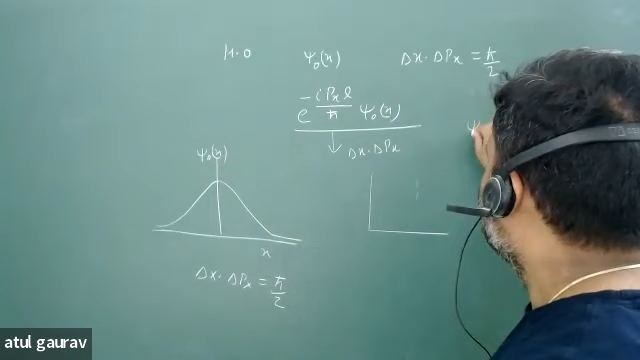 H.O ψ₀(x) Δx·ΔPₓ = ℏ/2
e^(-iPₓl/ℏ) ψ₀(x)
↓ Δx·ΔPₓ
ψ₀(x)
x
Δx·ΔPₓ = ℏ/2
ψ
atul gaurav